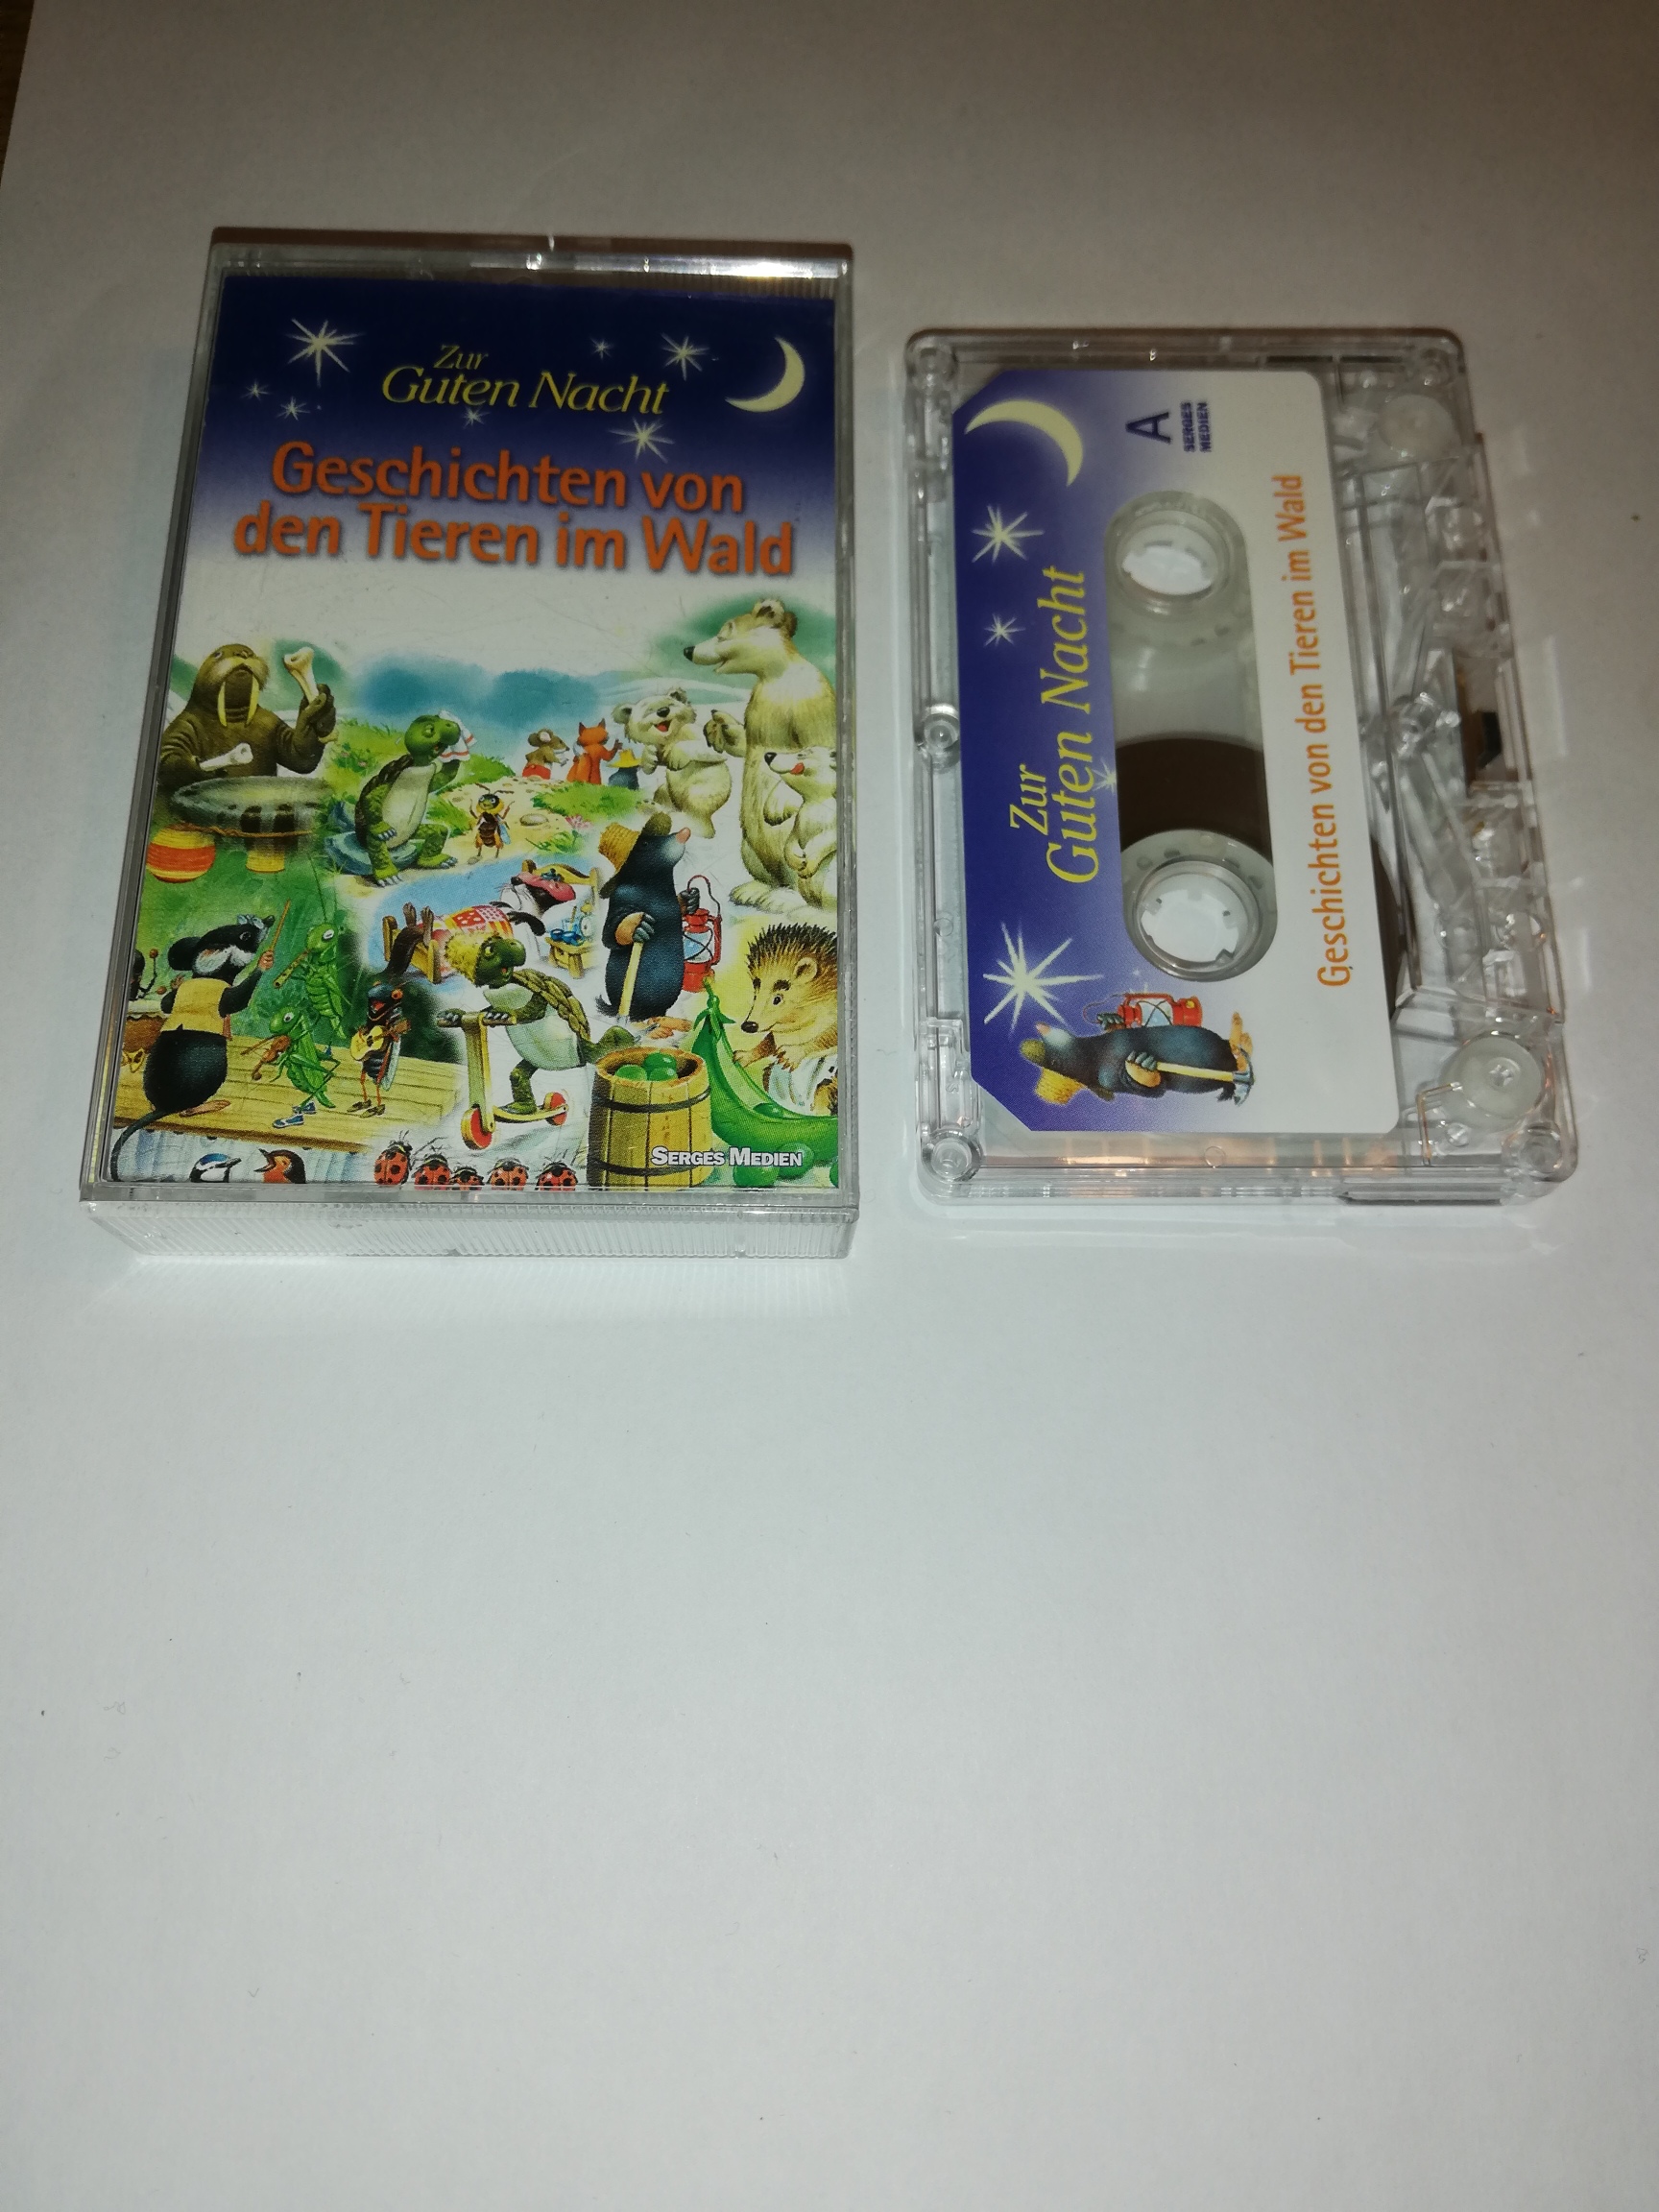 Zur
Guten Nacht
Geschichten von
den Tieren im Wald
SERGES MEDIEN
Zur
Guten Nacht
A
SERGES
MEDIEN
Geschichten von den Tieren im Wald